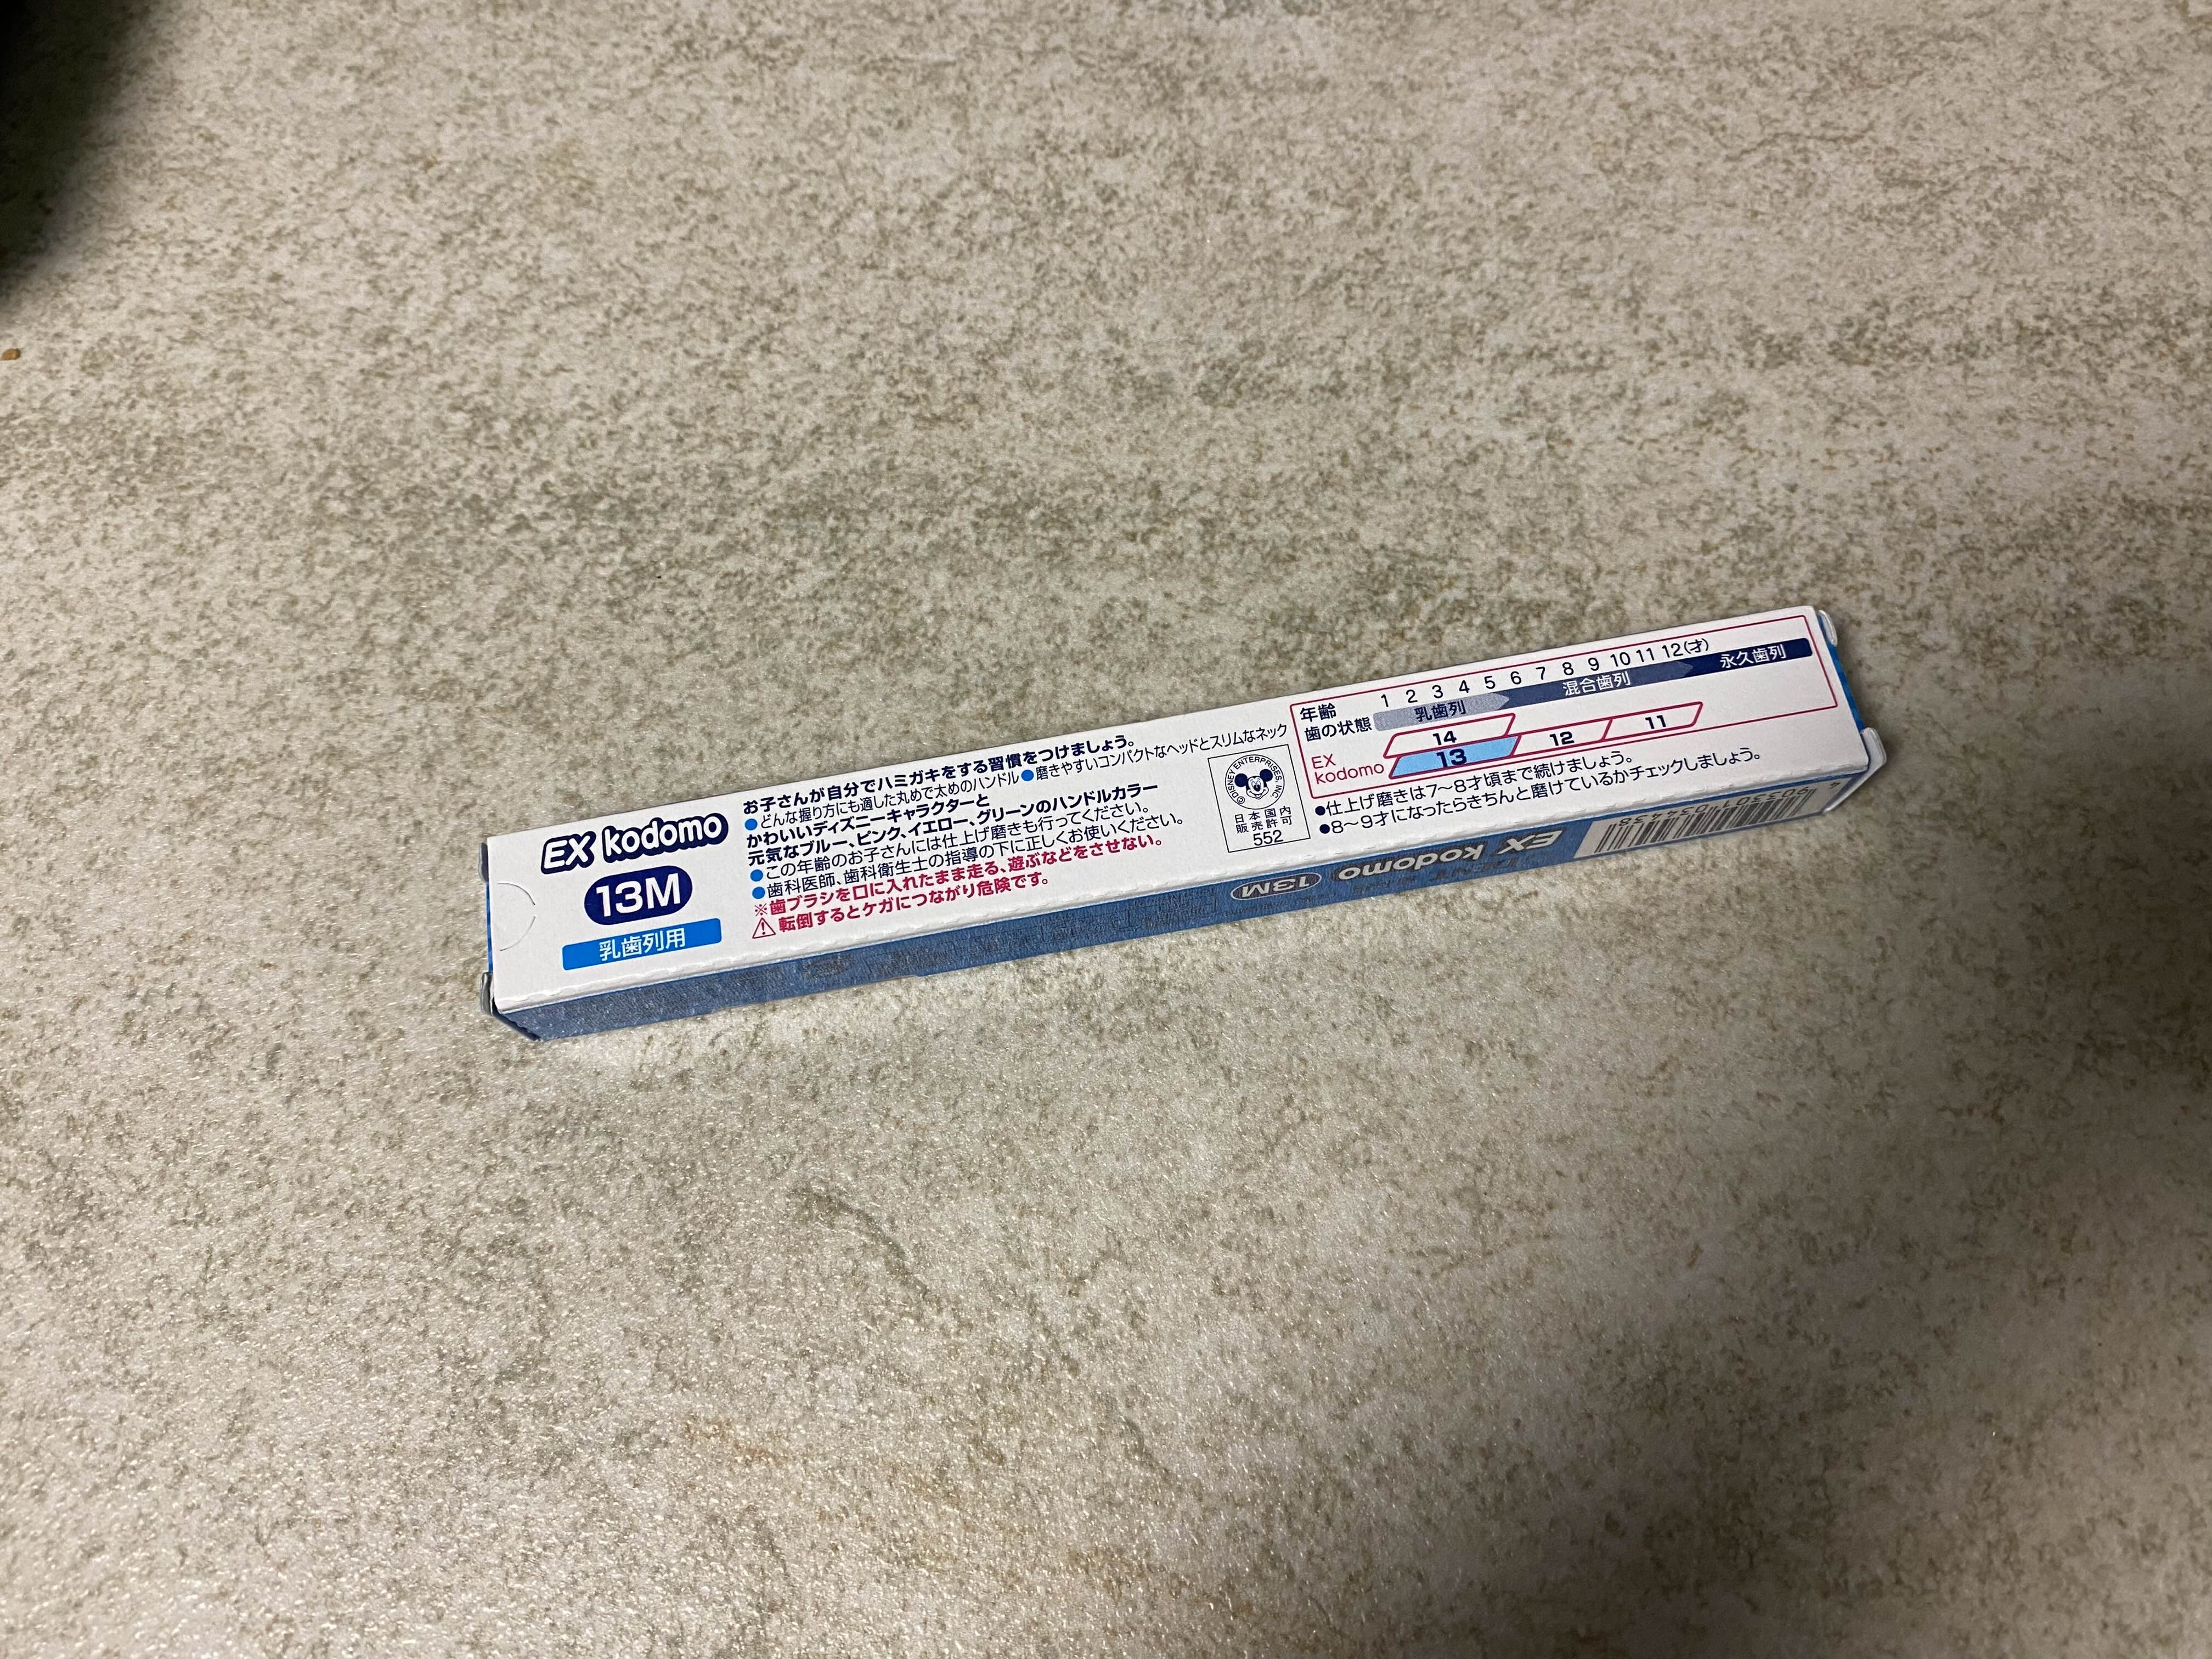 EX kodomo
13M
乳歯列用
お子さんが自分でハミガキをする習慣をつけましょう。
●どんな握り方にも適した丸めで太めのハンドル●磨きやすいコンパクトなヘッドとスリムなネック
かわいいディズニーキャラクターと
元気なブルー、ピンク、イエロー、グリーンのハンドルカラー
●この年齢のお子さんには仕上げ磨きも行ってください。
●歯科医師、歯科衛生士の指導の下に正しくお使いください。
※歯ブラシを口に入れたまま走る、遊ぶなどをさせない。
⚠転倒するとケガにつながり危険です。
©DISNEY ENTERPRISES, INC
日本国内
販売許可
552
年齢 1 2 3 4 5 6 7 8 9 10 11 12(才)
歯の状態 乳歯列 混合歯列 永久歯列
14
EX kodomo 13 12 11
●仕上げ磨きは7〜8才頃まで続けましょう。
●8〜9才になったらきちんと磨けているかチェックしましょう。
EX kodomo 13M